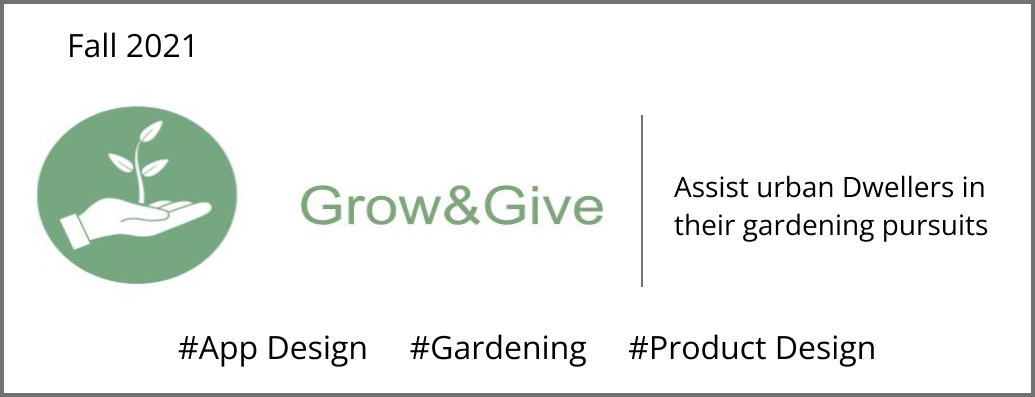 Fall 2021
Grow&Give
Assist urban Dwellers in
their gardening pursuits
#App Design #Gardening #Product Design